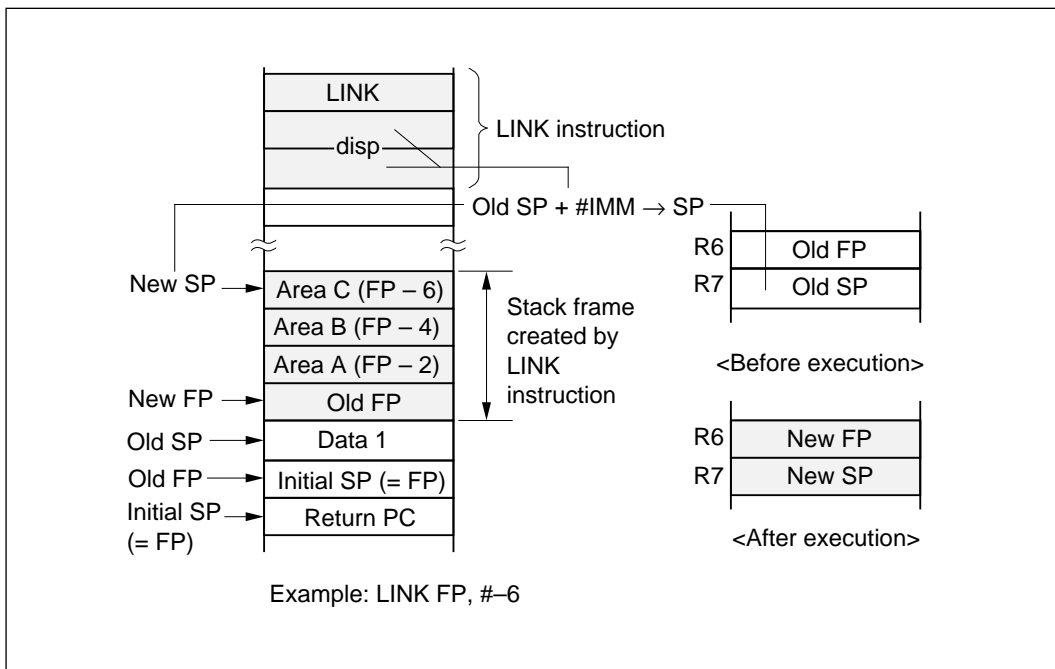 LINK
disp
LINK instruction
Old SP + #IMM → SP
New SP
Area C (FP – 6)
Area B (FP – 4)
Area A (FP – 2)
Old FP
Stack frame
created by
LINK
instruction
New FP
Old SP
Data 1
Old FP
Initial SP (= FP)
Initial SP
(= FP)
Return PC
R6
Old FP
R7
Old SP
<Before execution>
R6
New FP
R7
New SP
<After execution>
Example: LINK FP, #–6